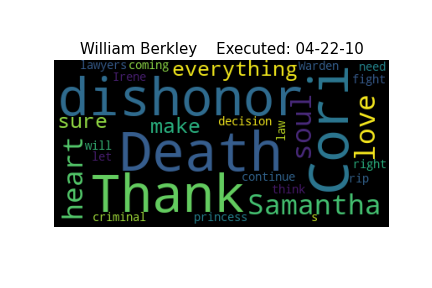 William Berkley    Executed: 04-22-10
lawyers coming Warden need
Irene everything fight
dishonor
sure make decision law soul Cori love
heart will Death right
let continue rip
Thank think
Samantha
criminal princess s